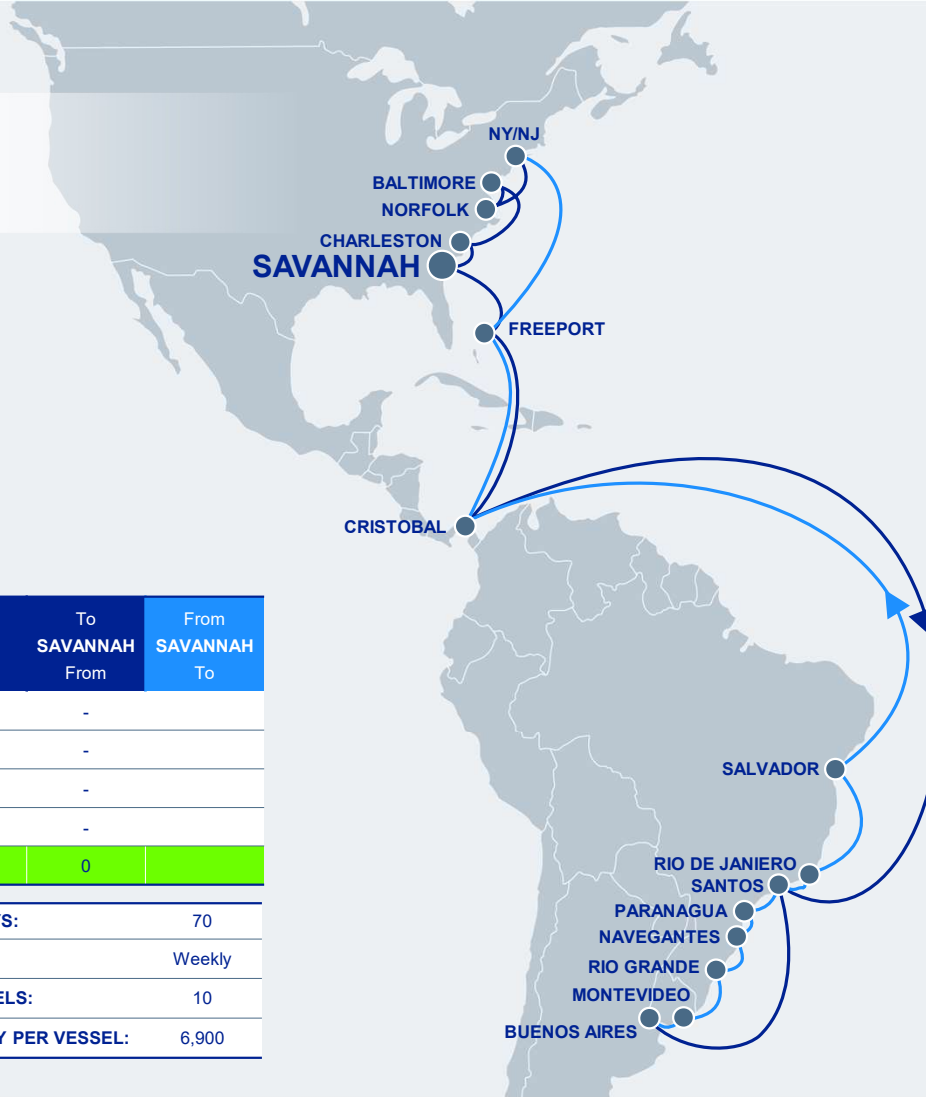 NY/NJ
BALTIMORE
NORFOLK
CHARLESTON
SAVANNAH
FREEPORT
CRISTOBAL
SALVADOR
RIO DE JANIERO
SANTOS
PARANAGUA
NAVEGANTES
RIO GRANDE
MONTEVIDEO
BUENOS AIRES
To From
SAVANNAH SAVANNAH
From To
-
-
-
-
0
S: 70
Weekly
ELS: 10
Y PER VESSEL: 6,900